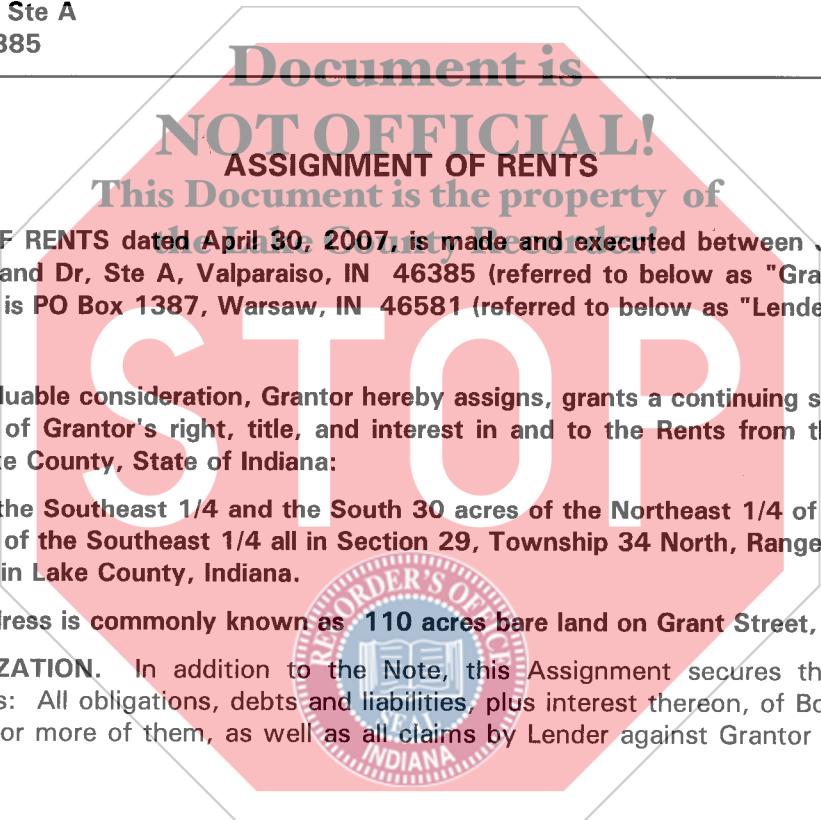 Ste A
385
Document is
NOT OFFICIAL!
ASSIGNMENT OF RENTS
This Document is the property of
the Lake County Recorder!
F RENTS dated April 30, 2007, is made and executed between
and Dr, Ste A, Valparaiso, IN 46385 (referred to below as "Gra
is PO Box 1387, Warsaw, IN 46581 (referred to below as "Lende
luable consideration, Grantor hereby assigns, grants a continuing s
of Grantor's right, title, and interest in and to the Rents from th
ke County, State of Indiana:
STOP
the Southeast 1/4 and the South 30 acres of the Northeast 1/4 of
of the Southeast 1/4 all in Section 29, Township 34 North, Range
in Lake County, Indiana.
dress is commonly known as 110 acres bare land on Grant Street,
ZATION. In addition to the Note, this Assignment secures th
s: All obligations, debts and liabilities, plus interest thereon, of Bo
or more of them, as well as all claims by Lender against Grantor
RECORDER'S OFFICE
SEAL
INDIANA